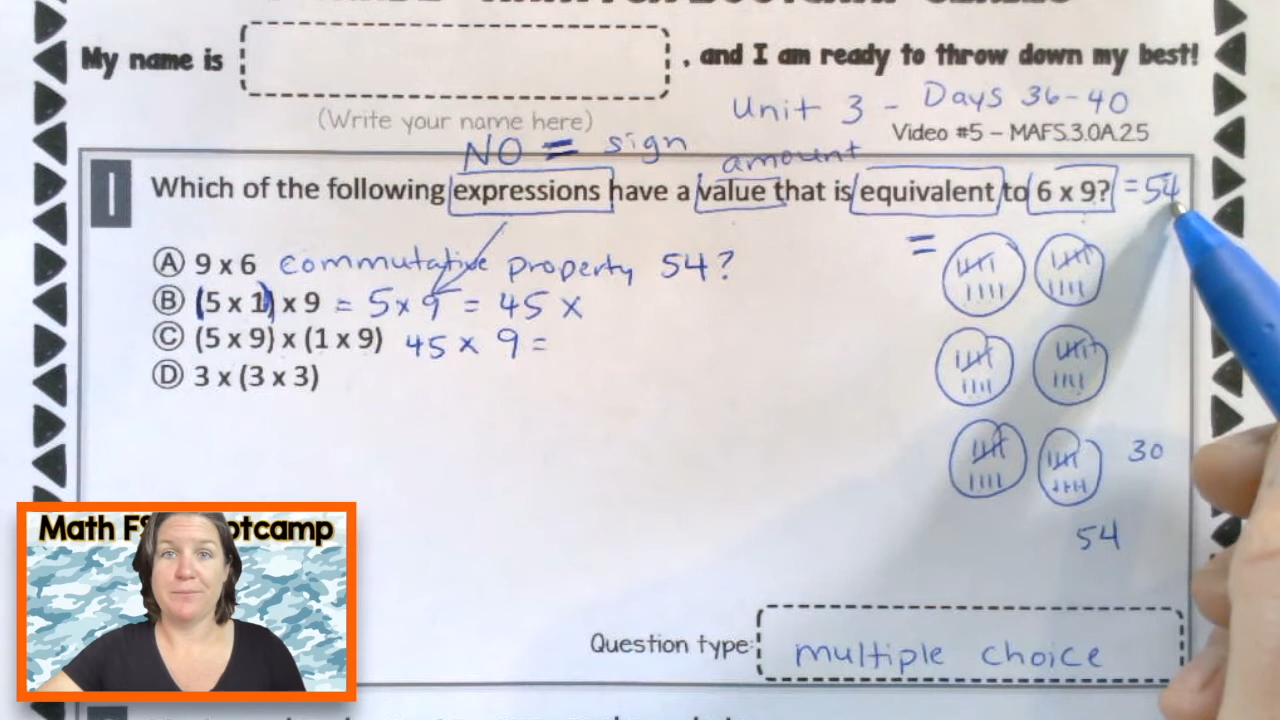 My name is , and I am ready to throw down my best!
(Write your name here)
Unit 3 - Days 36-40
Video #5 – MAFS.3.OA.2.5
NO = sign
amount
1 Which of the following expressions have a value that is equivalent to 6 x 9? = 54
=
Ⓐ 9 x 6 commutative property 54?
Ⓑ (5 x 1) x 9 = 5 x 9 = 45 x
Ⓒ (5 x 9) x (1 x 9) 45 x 9 =
Ⓓ 3 x (3 x 3)
30
54
Question type: multiple choice
Math F otcamp